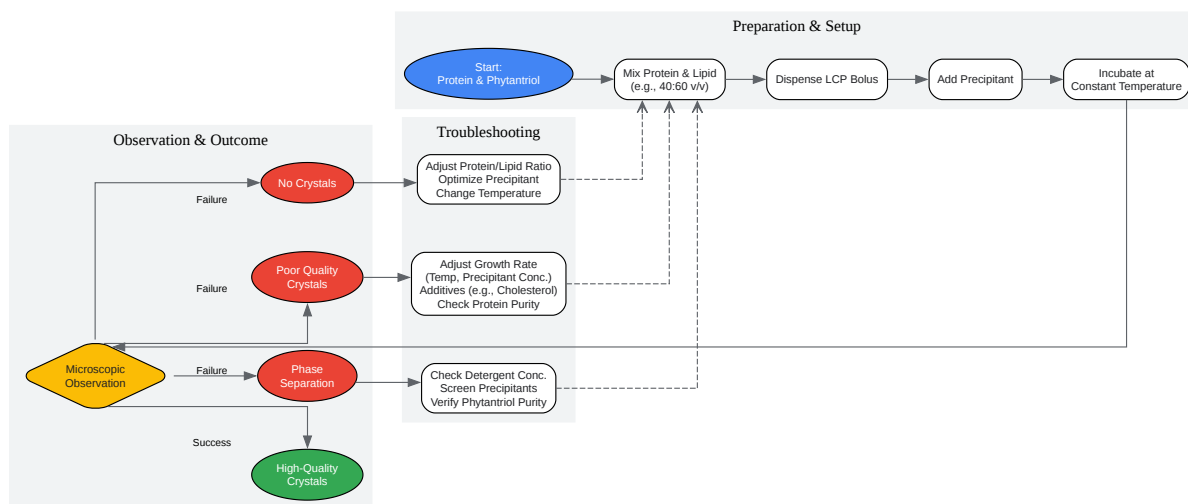 Preparation & Setup
Start:
Protein & Phytantriol
Mix Protein & Lipid
(e.g., 40:60 v/v)
Dispense LCP Bolus
Add Precipitant
Incubate at
Constant Temperature
Observation & Outcome
Troubleshooting
No Crystals
Failure
Adjust Protein/Lipid Ratio
Optimize Precipitant
Change Temperature
Poor Quality
Crystals
Failure
Adjust Growth Rate
(Temp, Precipitant Conc.)
Additives (e.g., Cholesterol)
Check Protein Purity
Microscopic
Observation
Failure
Phase
Separation
Check Detergent Conc.
Screen Precipitants
Verify Phytantriol Purity
Success
High-Quality
Crystals